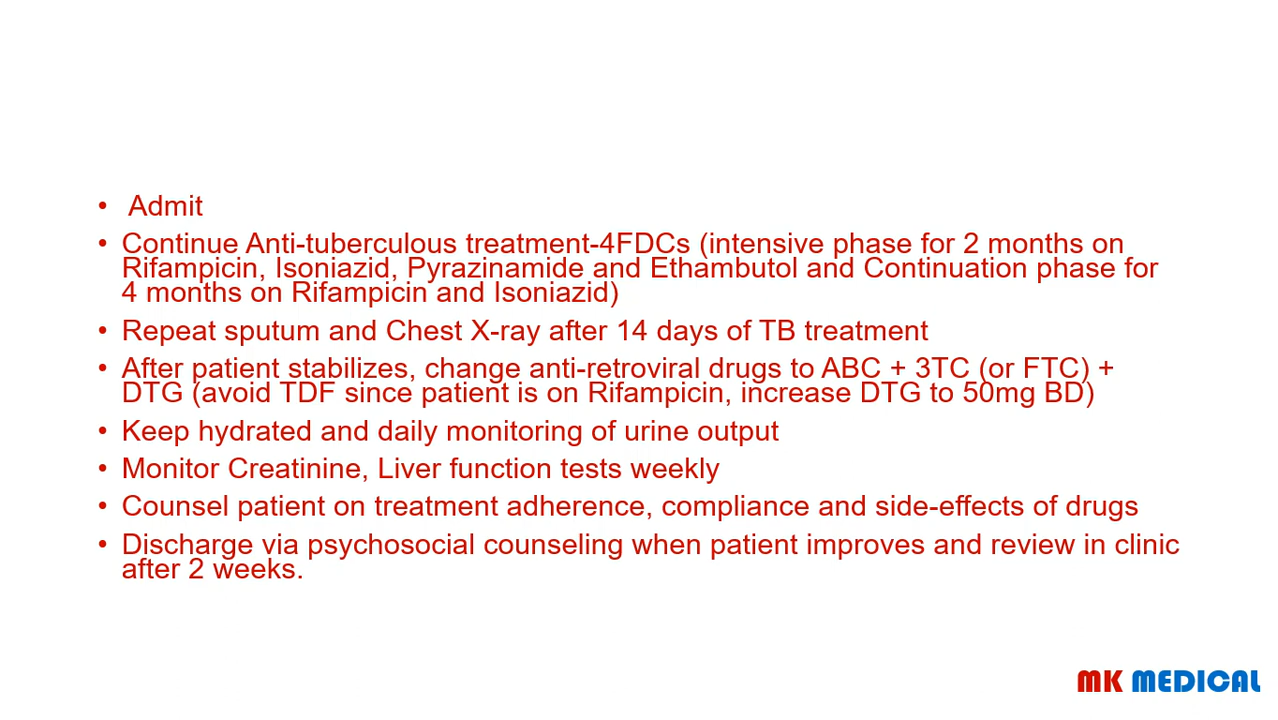 • Admit
• Continue Anti-tuberculous treatment-4FDCs (intensive phase for 2 months on
Rifampicin, Isoniazid, Pyrazinamide and Ethambutol and Continuation phase for
4 months on Rifampicin and Isoniazid)
• Repeat sputum and Chest X-ray after 14 days of TB treatment
• After patient stabilizes, change anti-retroviral drugs to ABC + 3TC (or FTC) +
DTG (avoid TDF since patient is on Rifampicin, increase DTG to 50mg BD)
• Keep hydrated and daily monitoring of urine output
• Monitor Creatinine, Liver function tests weekly
• Counsel patient on treatment adherence, compliance and side-effects of drugs
• Discharge via psychosocial counseling when patient improves and review in clinic
after 2 weeks.
MK MEDICAL